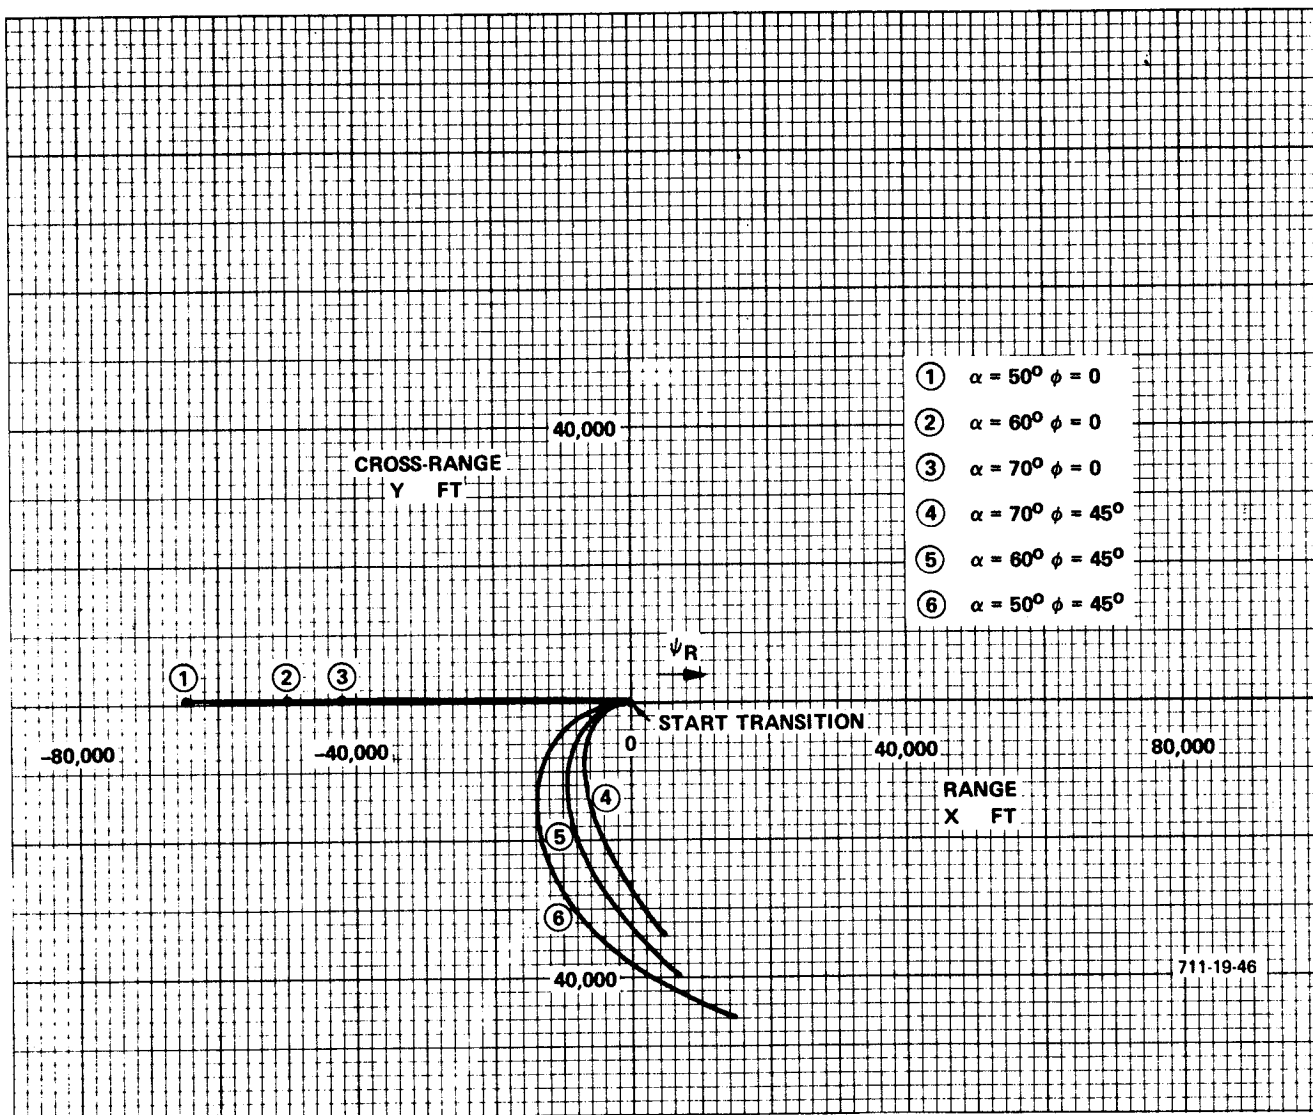 ① α = 50° φ = 0
② α = 60° φ = 0
③ α = 70° φ = 0
④ α = 70° φ = 45°
⑤ α = 60° φ = 45°
⑥ α = 50° φ = 45°
40,000
CROSS-RANGE
Y FT
ψR
① ② ③
START TRANSITION
-80,000 -40,000 0 40,000 80,000
RANGE
X FT
④
⑤
⑥
40,000
711-19-46